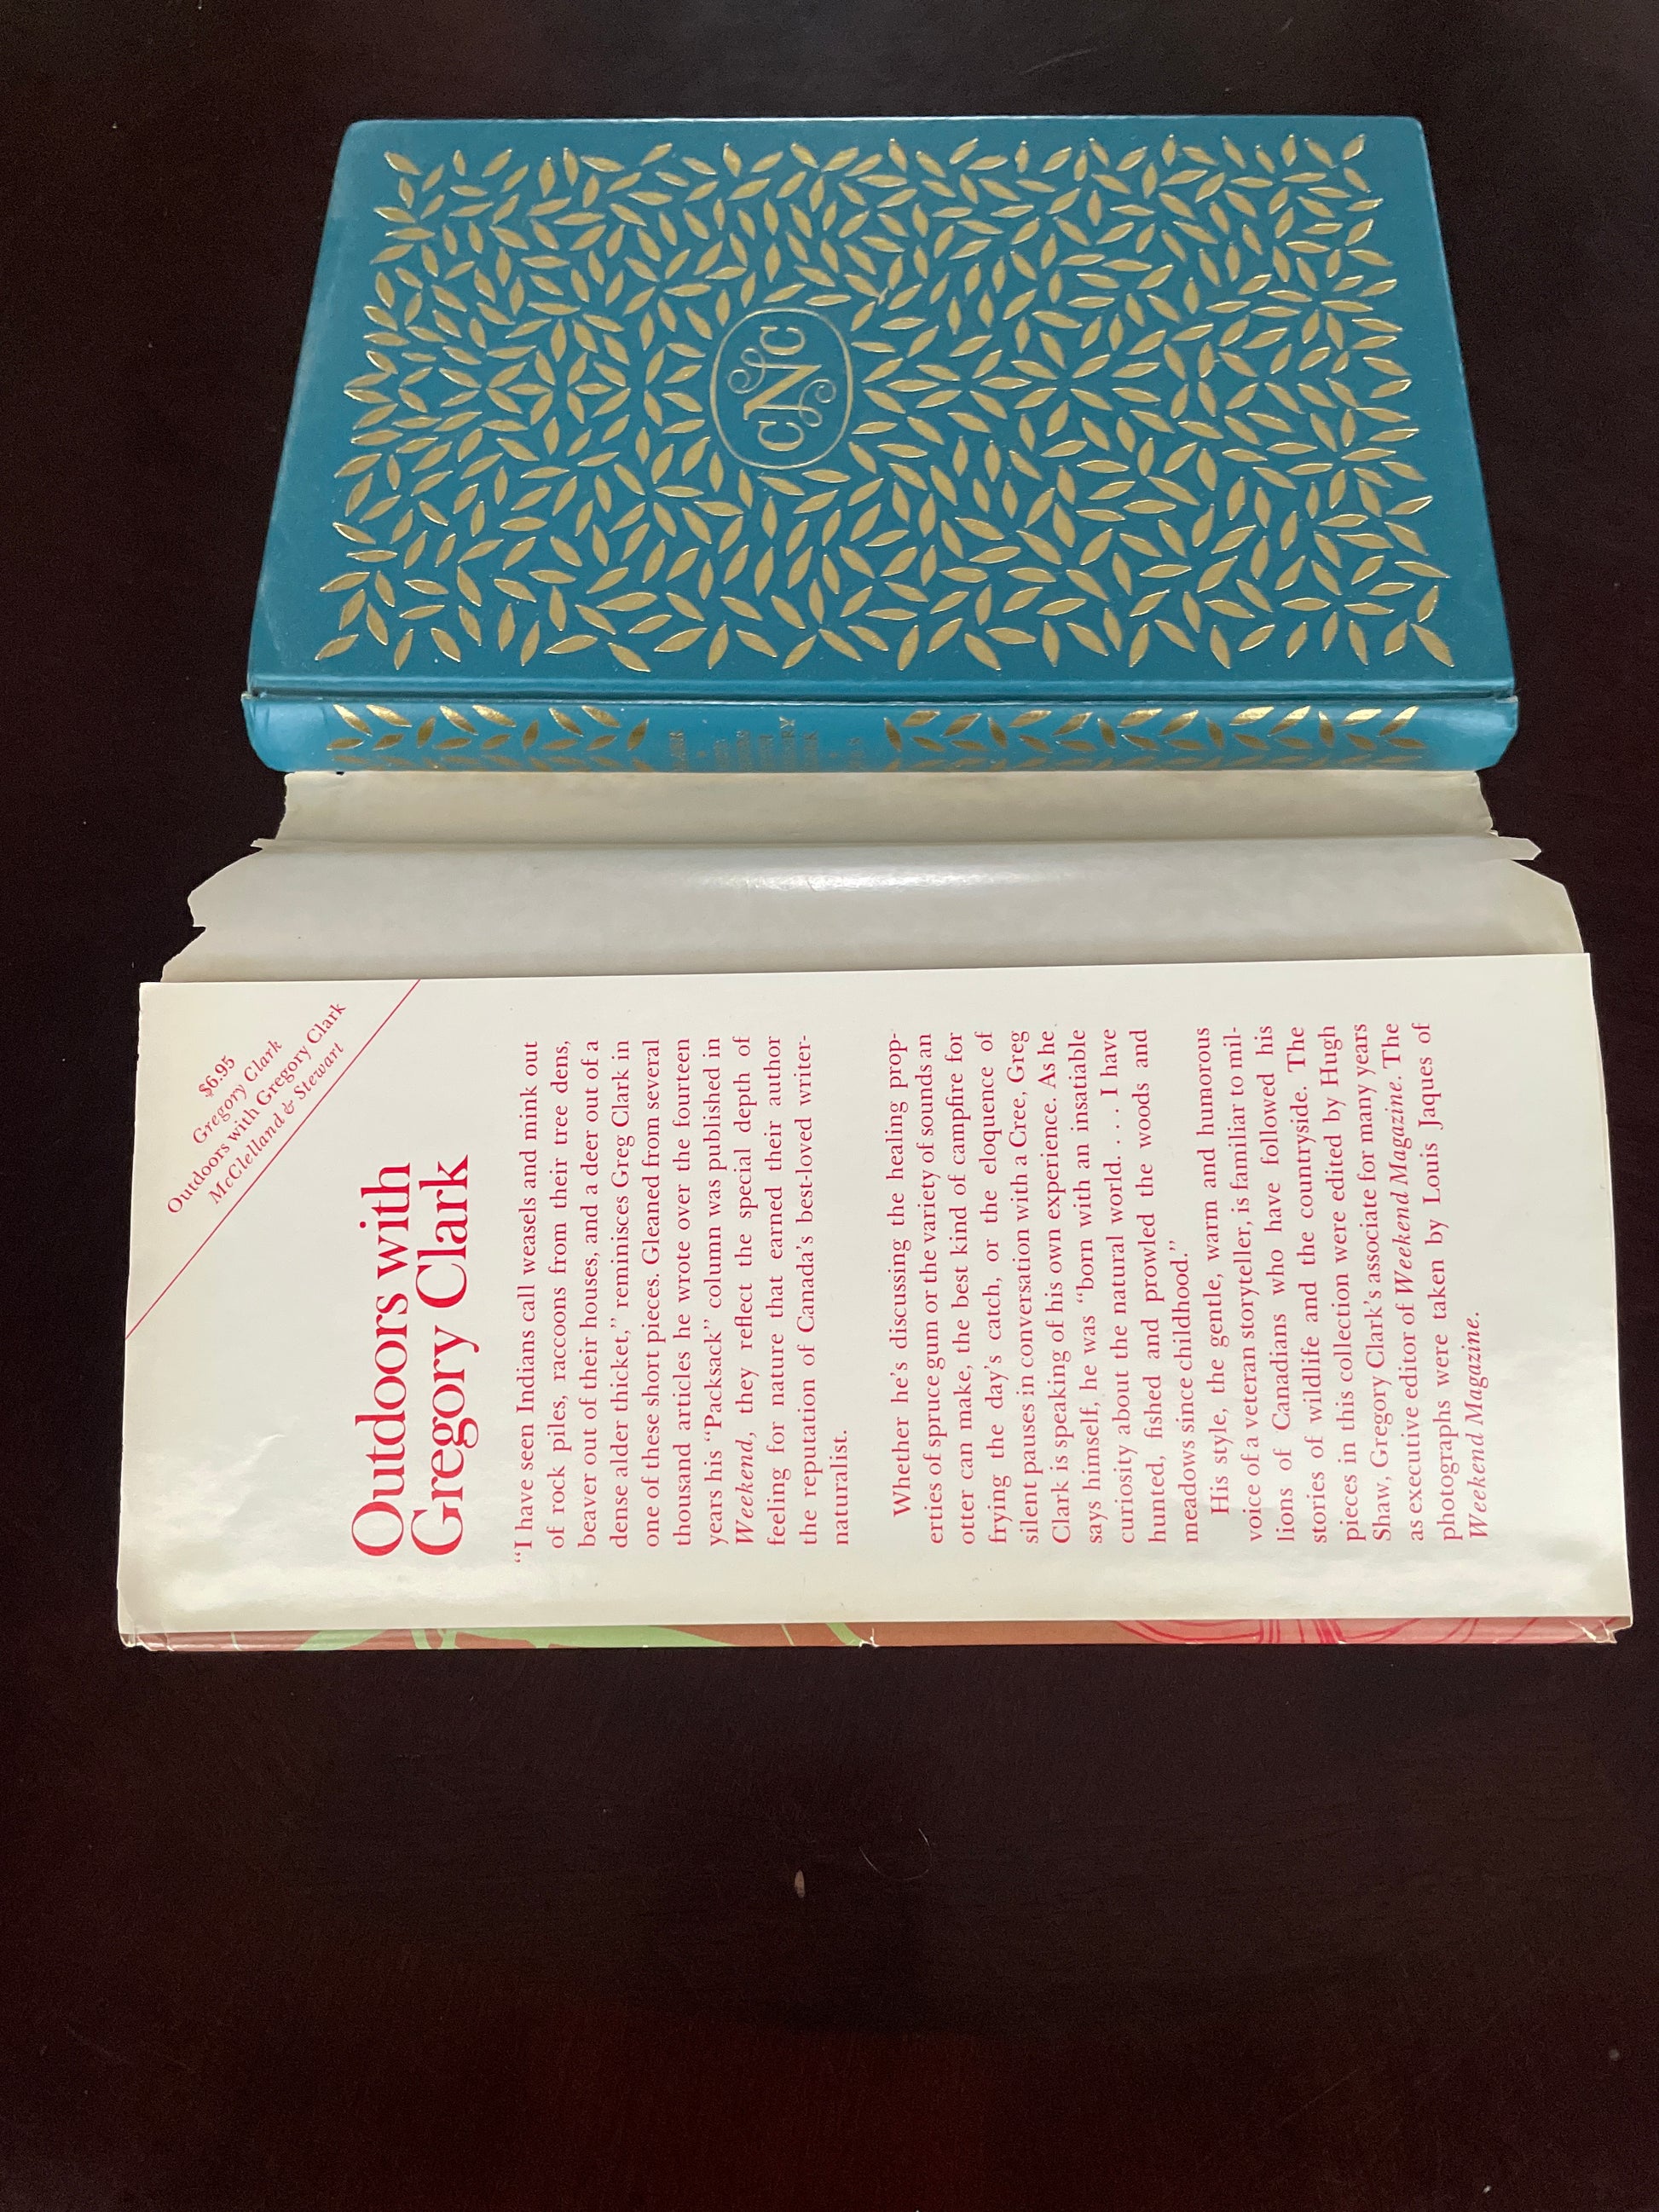 CNC
$6.95
Gregory Clark
Outdoors with Gregory Clark
McClelland & Stewart
Outdoors with
Gregory Clark
“I have seen Indians call weasels and mink out
of rock piles, raccoons from their tree dens,
beaver out of their houses, and a deer out of a
dense alder thicket,” reminisces Greg Clark in
one of these short pieces. Gleaned from several
thousand articles he wrote over the fourteen
years his “Packsack” column was published in
Weekend, they reflect the special depth of
feeling for nature that earned their author
the reputation of Canada’s best-loved writer-
naturalist.
Whether he’s discussing the healing prop-
erties of spruce gum or the variety of sounds an
otter can make, the best kind of campfire for
frying the day’s catch, or the eloquence of
silent pauses in conversation with a Cree, Greg
Clark is speaking of his own experience. As he
says himself, he was “born with an insatiable
curiosity about the natural world. . . . I have
hunted, fished and prowled the woods and
meadows since childhood.”
His style, the gentle, warm and humorous
voice of a veteran storyteller, is familiar to mil-
lions of Canadians who have followed his
stories of wildlife and the countryside. The
pieces in this collection were edited by Hugh
Shaw, Gregory Clark’s associate for many years
as executive editor of Weekend Magazine. The
photographs were taken by Louis Jaques of
Weekend Magazine.